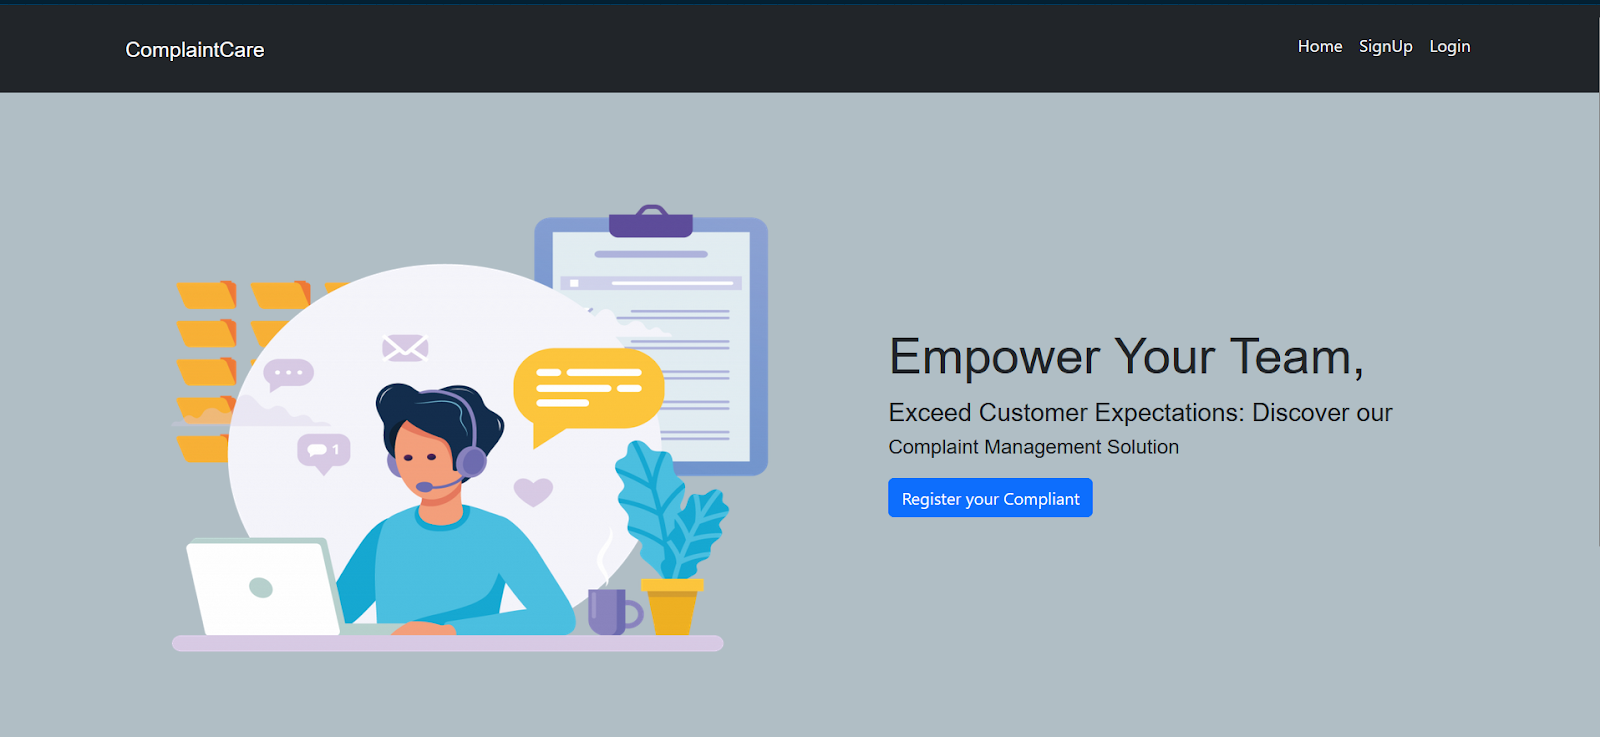 ComplaintCare
Home SignUp Login
1
Empower Your Team,
Exceed Customer Expectations: Discover our
Complaint Management Solution
Register your Compliant